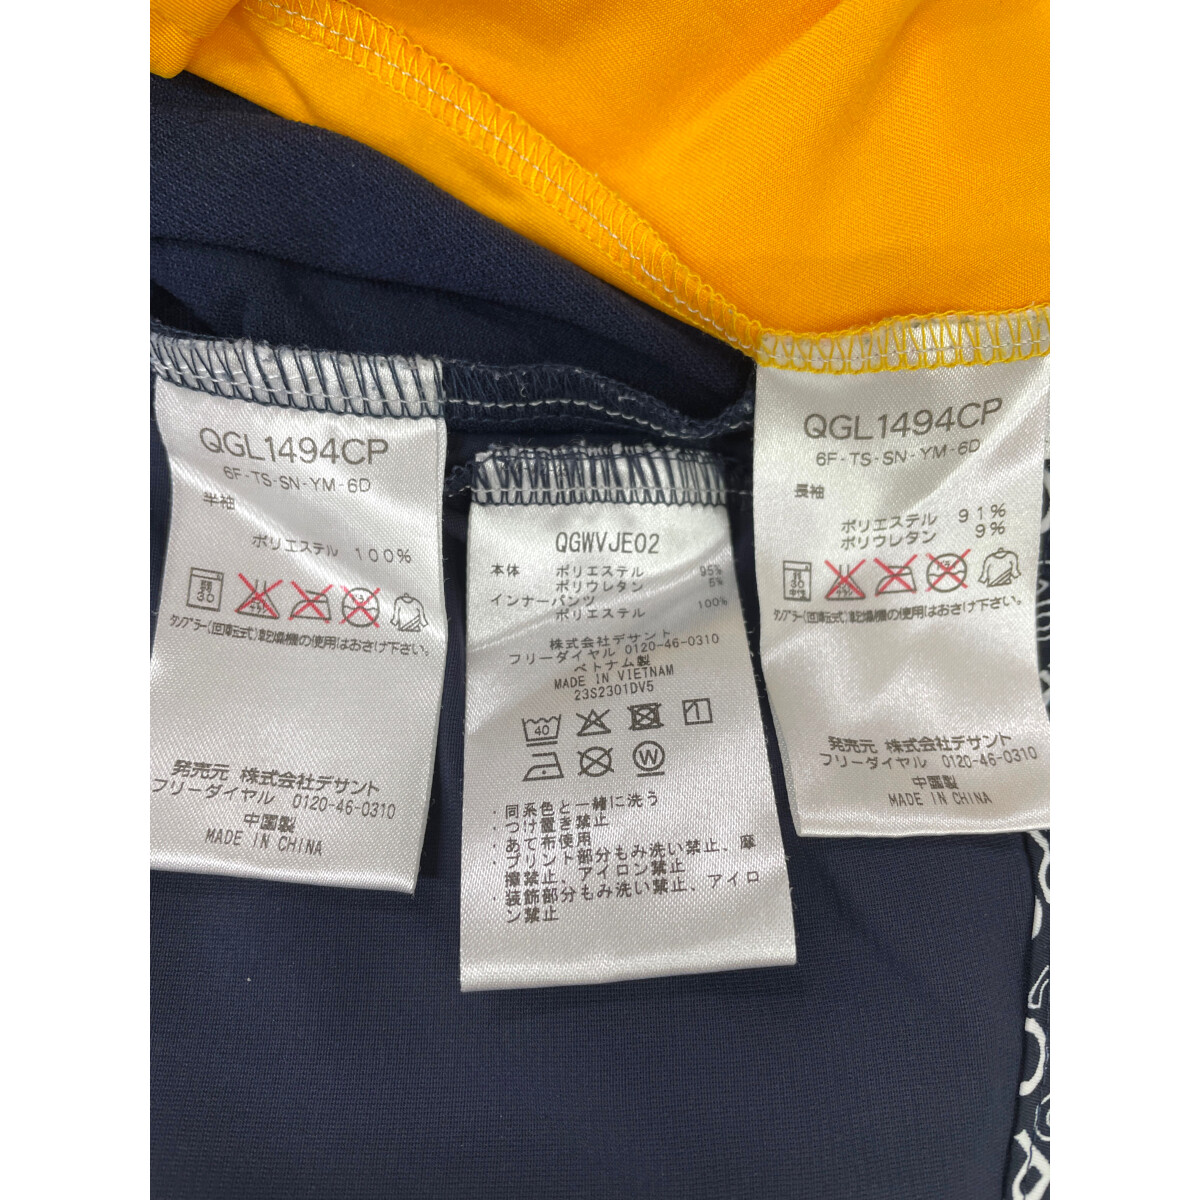 QGL1494CP
6F-TS-SN-YM-6D
半袖
ポリエステル 100%
30
タンブラー(回転式)乾燥機の使用はおさけ下さい。
発売元 株式会社デサント
フリーダイヤル 0120-46-0310
中国製
MADE IN CHINA
QGWVJE02
本体 ポリエステル 95%
ポリウレタン 5%
インナーパンツ
ポリエステル 100%
株式会社デサント
フリーダイヤル 0120-46-0310
ベトナム製
MADE IN VIETNAM
23S2301DV5
40
W
・同系色と一緒に洗う
・つけ置き禁止
・あて布使用
・プリント部分もみ洗い禁止、摩
擦禁止、アイロン禁止
・装飾部分もみ洗い禁止、アイロ
ン禁止
QGL1494CP
6F-TS-SN-YM-6D
長袖
ポリエステル 91%
ポリウレタン 9%
30
タンブラー(回転式)乾燥機の使用はおさけ下さい。
発売元 株式会社デサント
フリーダイヤル 0120-46-0310
中国製
MADE IN CHINA